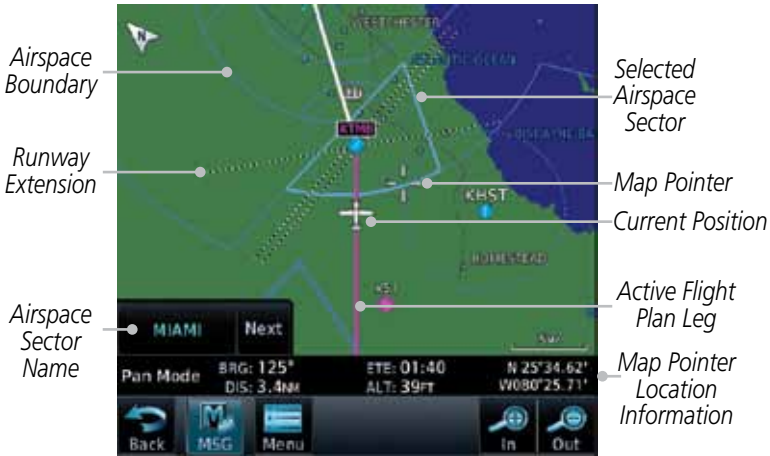 Airspace
Boundary
Runway
Extension
Airspace
Sector
Name
WESTCHESTER
KTMB
KHST
HOMESTEAD
MIAMI
Next
Pan Mode
BRG: 125°
DIS: 3.4NM
ETE: 01:40
ALT: 39FT
N 25°34.62'
W080°25.71'
Back
MSG
Menu
In
Out
Selected
Airspace
Sector
Map Pointer
Current Position
Active Flight
Plan Leg
Map Pointer
Location
Information